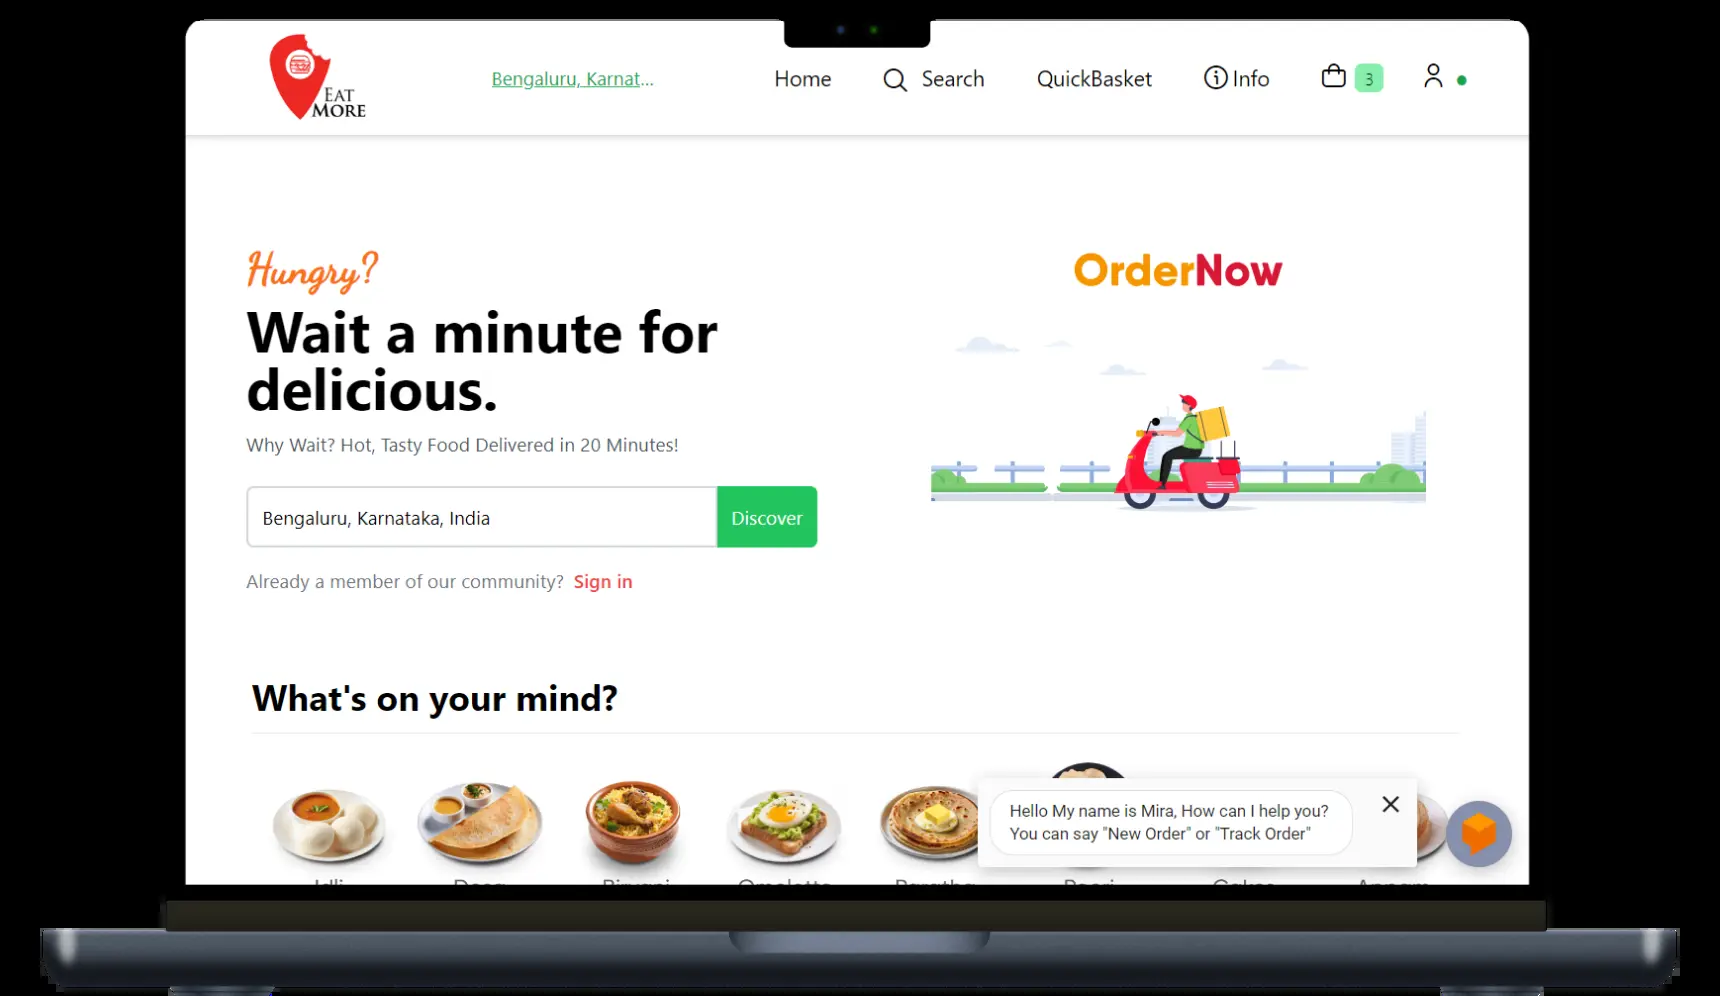 EAT
MORE
Bengaluru, Karnat...
Home
Search
QuickBasket
Info
3
Hungry?
Wait a minute for
delicious.
Why Wait? Hot, Tasty Food Delivered in 20 Minutes!
Bengaluru, Karnataka, India
Discover
Already a member of our community? Sign in
OrderNow
What's on your mind?
Hello My name is Mira, How can I help you?
You can say "New Order" or "Track Order"